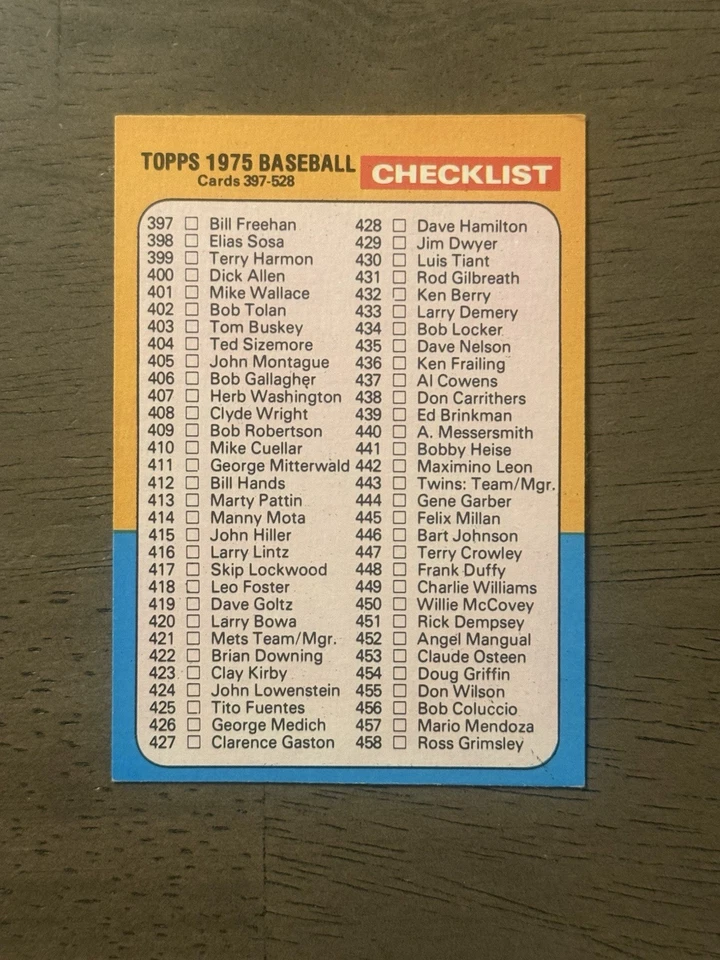 TOPPS 1975 BASEBALL CHECKLIST
Cards 397-528
397 Bill Freehan
398 Elias Sosa
399 Terry Harmon
400 Dick Allen
401 Mike Wallace
402 Bob Tolan
403 Tom Buskey
404 Ted Sizemore
405 John Montague
406 Bob Gallagher
407 Herb Washington
408 Clyde Wright
409 Bob Robertson
410 Mike Cuellar
411 George Mitterwald
412 Bill Hands
413 Marty Pattin
414 Manny Mota
415 John Hiller
416 Larry Lintz
417 Skip Lockwood
418 Leo Foster
419 Dave Goltz
420 Larry Bowa
421 Mets Team/Mgr.
422 Brian Downing
423 Clay Kirby
424 John Lowenstein
425 Tito Fuentes
426 George Medich
427 Clarence Gaston
428 Dave Hamilton
429 Jim Dwyer
430 Luis Tiant
431 Rod Gilbreath
432 Ken Berry
433 Larry Demery
434 Bob Locker
435 Dave Nelson
436 Ken Frailing
437 Al Cowens
438 Don Carrithers
439 Ed Brinkman
440 A. Messersmith
441 Bobby Heise
442 Maximino Leon
443 Twins: Team/Mgr.
444 Gene Garber
445 Felix Millan
446 Bart Johnson
447 Terry Crowley
448 Frank Duffy
449 Charlie Williams
450 Willie McCovey
451 Rick Dempsey
452 Angel Mangual
453 Claude Osteen
454 Doug Griffin
455 Don Wilson
456 Bob Coluccio
457 Mario Mendoza
458 Ross Grimsley